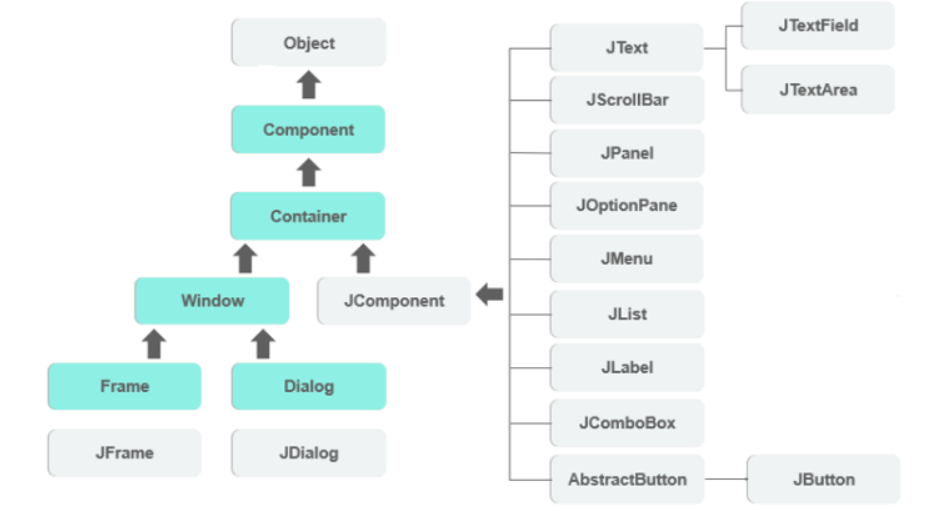 Object
Component
Container
Window
JComponent
Frame
Dialog
JFrame
JDialog
JText
JTextField
JTextArea
JScrollBar
JPanel
JOptionPane
JMenu
JList
JLabel
JComboBox
AbstractButton
JButton